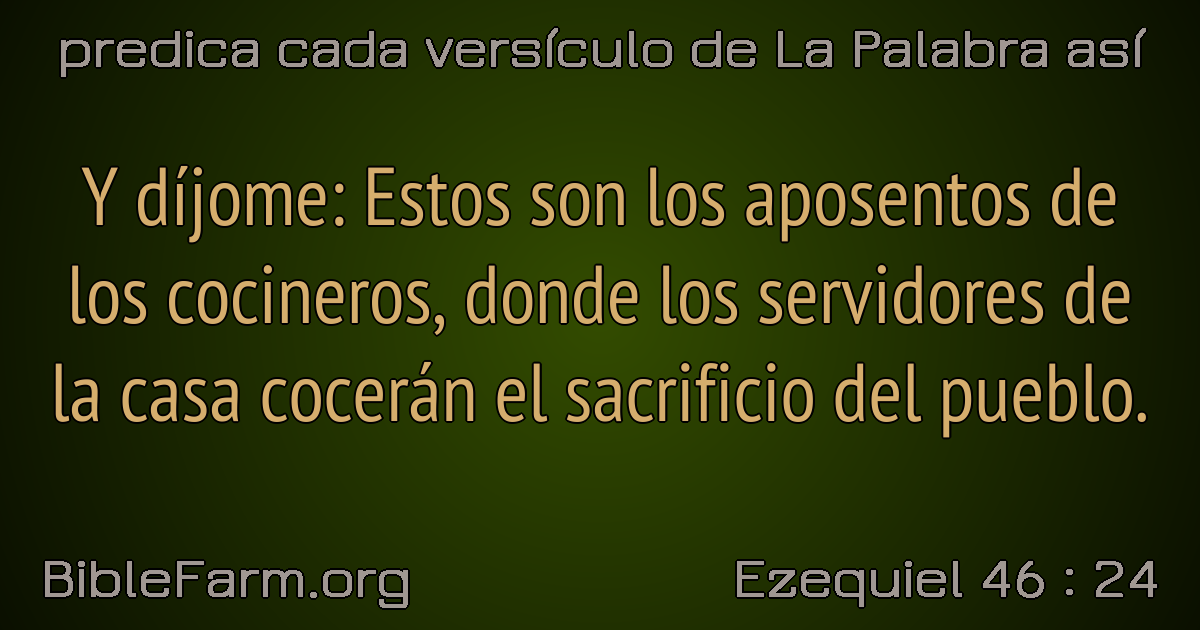 predica cada versículo de La Palabra así
Y díjome: Estos son los aposentos de
los cocineros, donde los servidores de
la casa cocerán el sacrificio del pueblo.
BibleFarm.org
Ezequiel 46 : 24